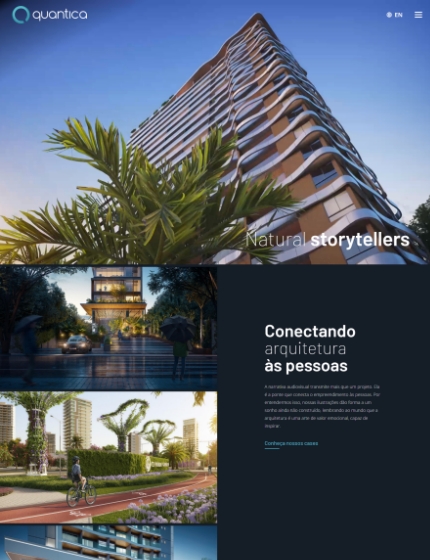 quantica
EN
Natural storytellers
Conectando
arquitetura
às pessoas
A narrativa audiovisual transcende mais que um projeto. Ela
é a ponte que conecta o empreendimento às pessoas. Por
entendermos isso, nossas ilustrações dão forma a um
sonho ainda não construído, lembrando ao mundo que a
arquitetura é uma arte de valor emocional, capaz de
inspirar.
Conheça nossos cases